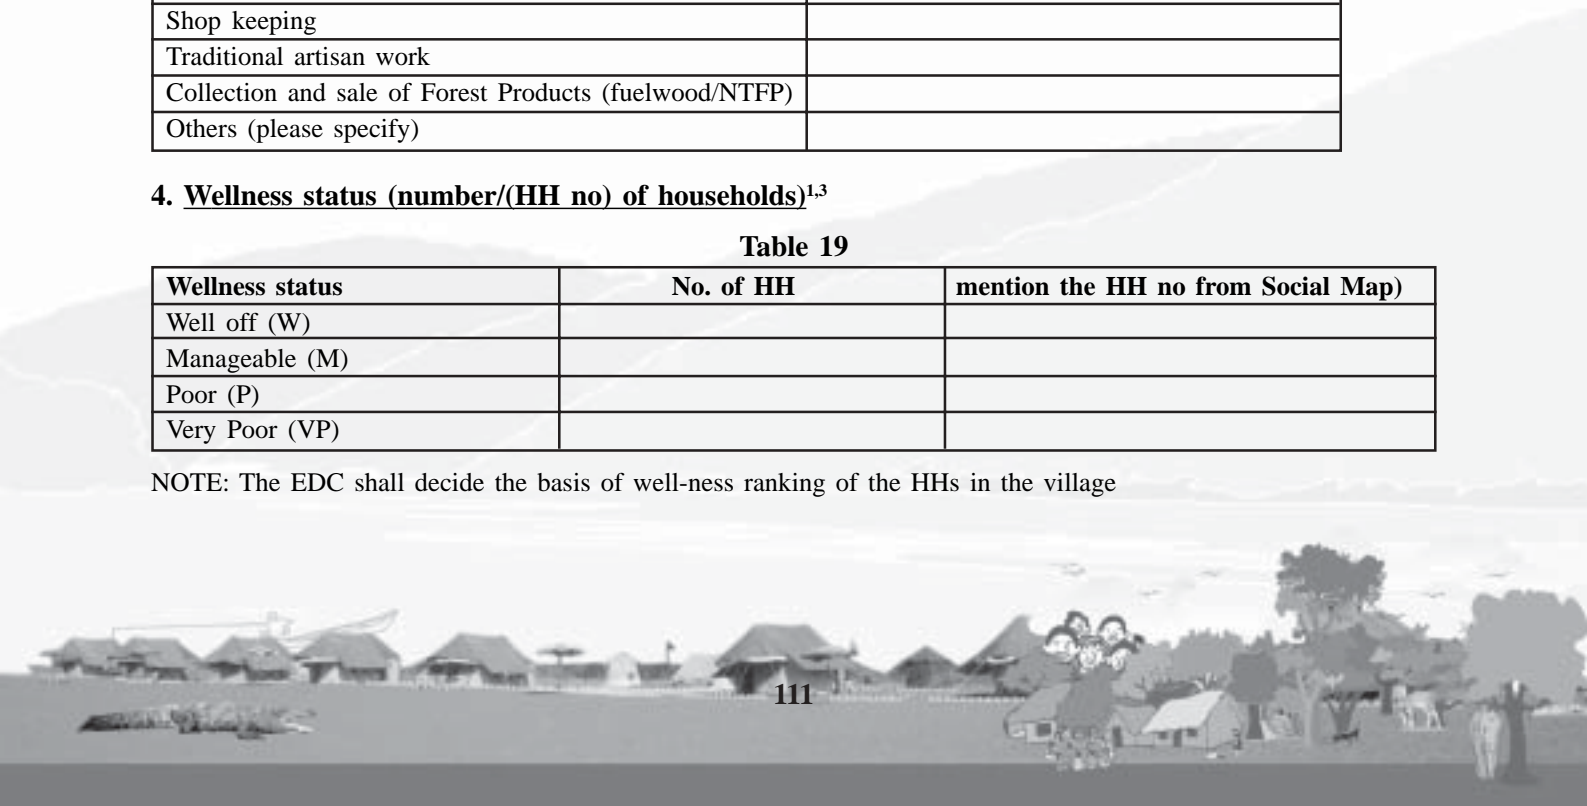 Shop keeping
Traditional artisan work
Collection and sale of Forest Products (fuelwood/NTFP)
Others (please specify)
4. Wellness status (number/(HH no) of households)1,3
Table 19
Wellness status No. of HH mention the HH no from Social Map)
Well off (W)
Manageable (M)
Poor (P)
Very Poor (VP)
NOTE: The EDC shall decide the basis of well-ness ranking of the HHs in the village
111